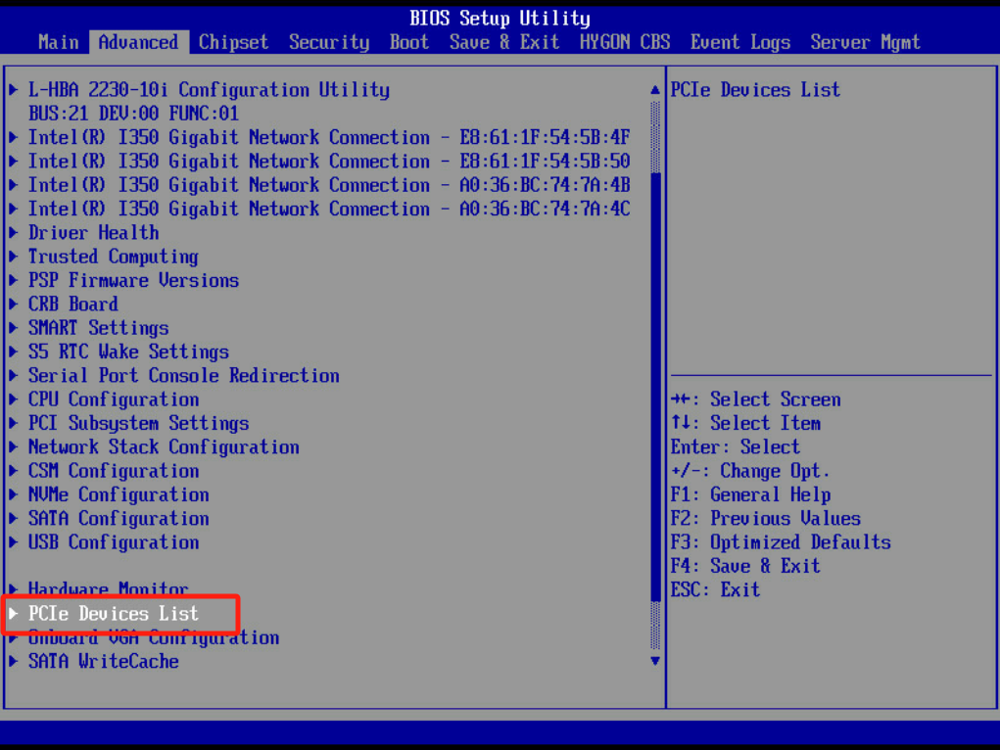 BIOS Setup Utility
Main Advanced Chipset Security Boot Save & Exit HYGON CBS Event Logs Server Mgmt
L-HBA 2230-10i Configuration Utility
BUS:21 DEV:00 FUNC:01
Intel(R) I350 Gigabit Network Connection - E8:61:1F:54:5B:4F
Intel(R) I350 Gigabit Network Connection - E8:61:1F:54:5B:50
Intel(R) I350 Gigabit Network Connection - A0:36:BC:74:7A:4B
Intel(R) I350 Gigabit Network Connection - A0:36:BC:74:7A:4C
Driver Health
Trusted Computing
PSP Firmware Versions
CRB Board
SMART Settings
S5 RTC Wake Settings
Serial Port Console Redirection
CPU Configuration
PCI Subsystem Settings
Network Stack Configuration
CSM Configuration
NVMe Configuration
SATA Configuration
USB Configuration
Hardware Monitor
PCIe Devices List
Onboard VGA Configuration
SATA WriteCache
PCIe Devices List
→←: Select Screen
↑↓: Select Item
Enter: Select
+/-: Change Opt.
F1: General Help
F2: Previous Values
F3: Optimized Defaults
F4: Save & Exit
ESC: Exit